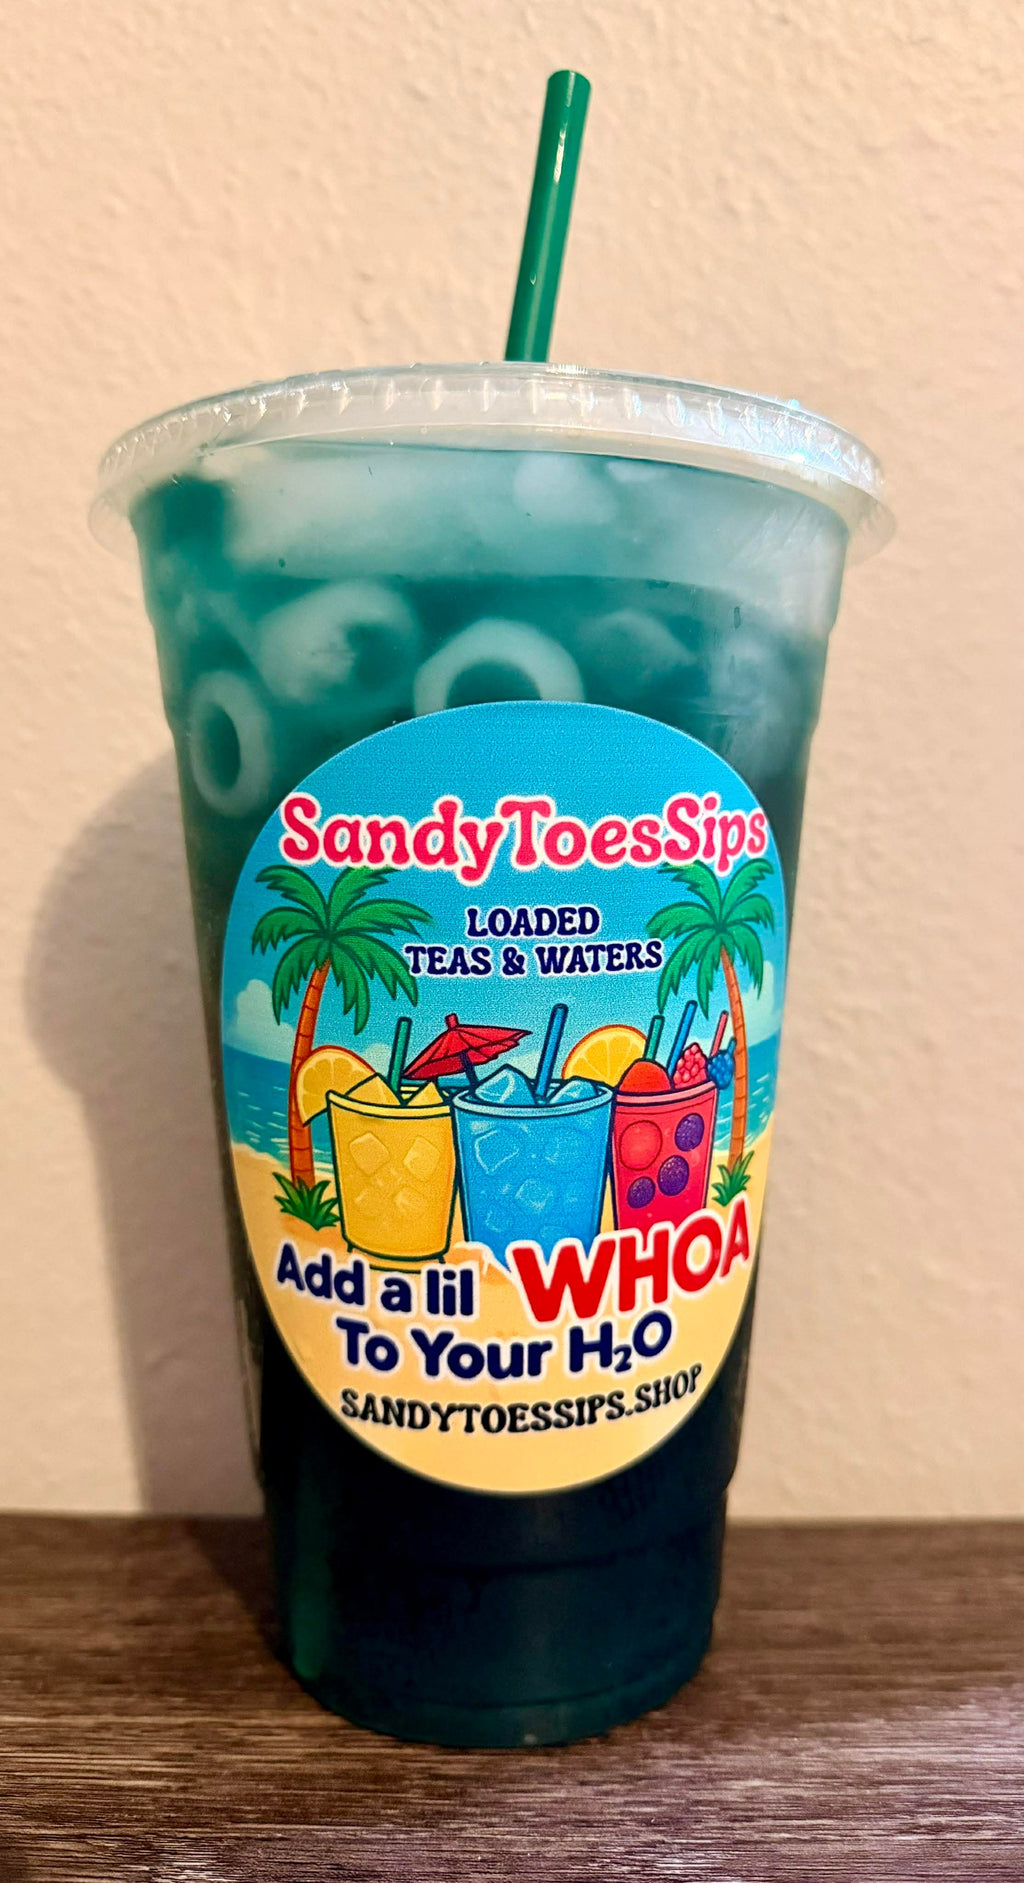 SandyToesSips
LOADED
TEAS & WATERS
Add a lil WHOA
To Your H₂O
SANDYTOESSIPS.SHOP